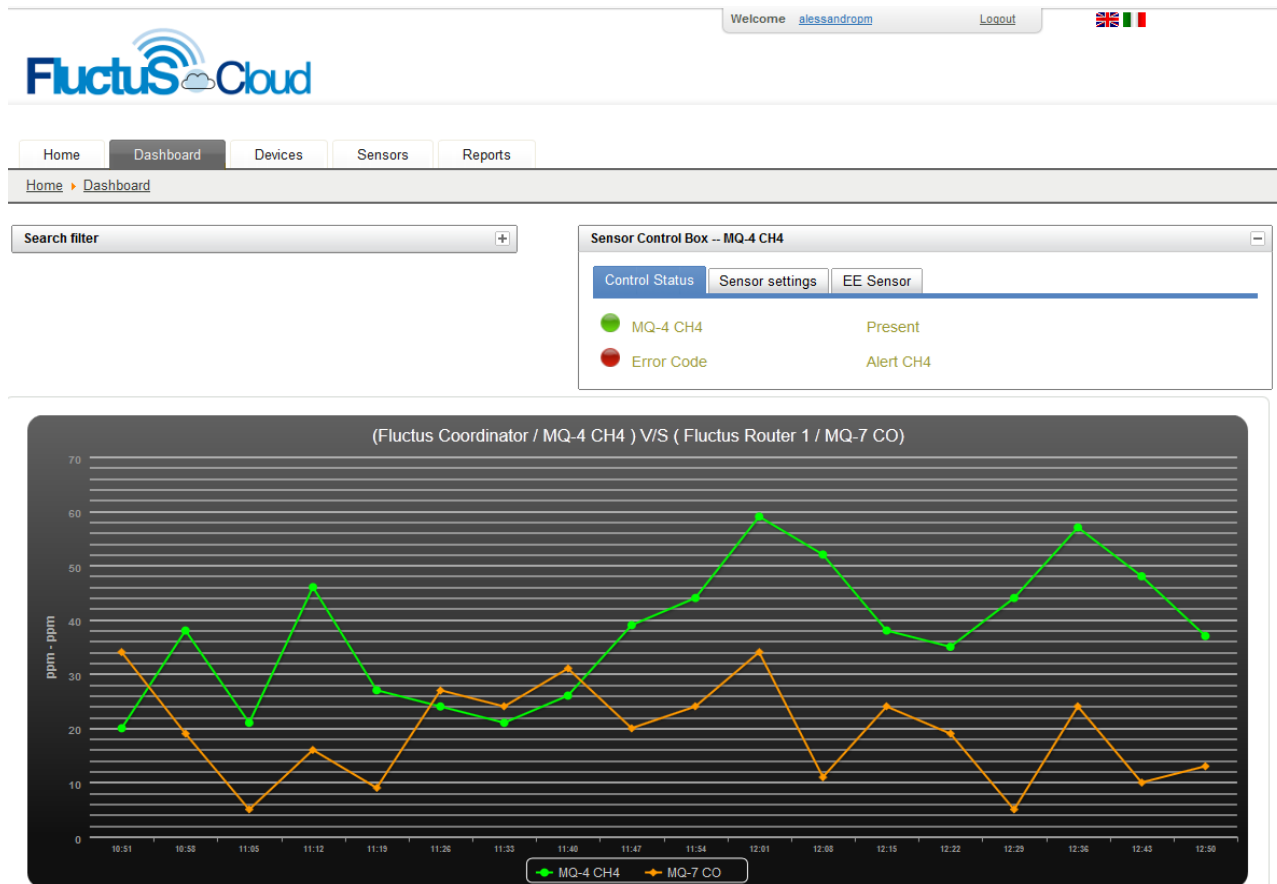 Welcome alessandropm Logout
FluctuS Cloud
Home Dashboard Devices Sensors Reports
Home Dashboard
Search filter
Sensor Control Box -- MQ-4 CH4
Control Status Sensor settings EE Sensor
MQ-4 CH4 Present
Error Code Alert CH4
(Fluctus Coordinator / MQ-4 CH4 ) V/S ( Fluctus Router 1 / MQ-7 CO)
70
60
50
40
30
20
10
0
ppm - ppm
10:51 10:58 11:05 11:12 11:19 11:26 11:33 11:40 11:47 11:54 12:01 12:08 12:15 12:22 12:29 12:36 12:43 12:50
MQ-4 CH4 MQ-7 CO